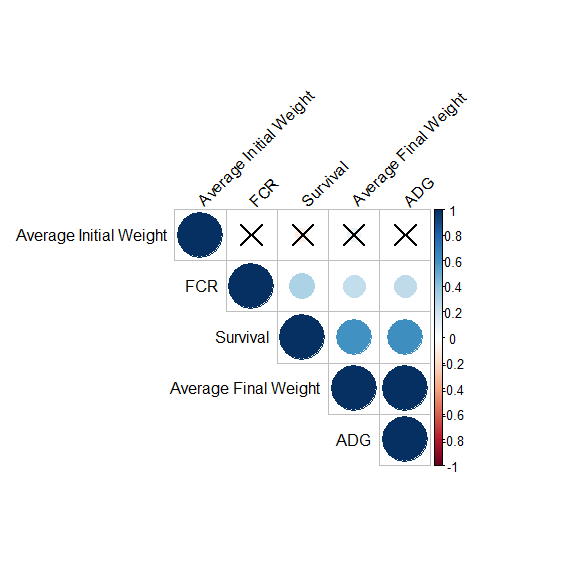 Average Initial Weight
FCR
Survival
Average Final Weight
ADG
Average Initial Weight
FCR
Survival
Average Final Weight
ADG
1
0.8
0.6
0.4
0.2
0
-0.2
-0.4
-0.6
-0.8
-1